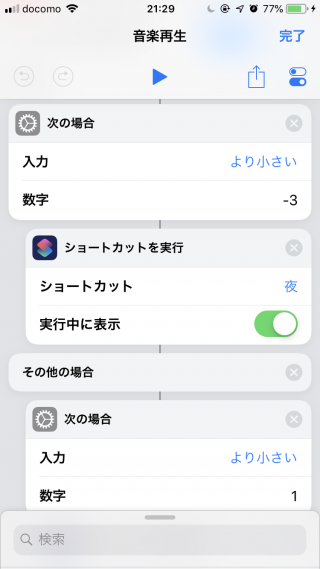 docomo 21:29 77%
音楽再生 完了
次の場合
入力 より小さい
数字 -3
ショートカットを実行
ショートカット 夜
実行中に表示
その他の場合
次の場合
入力 より小さい
数字 1
検索